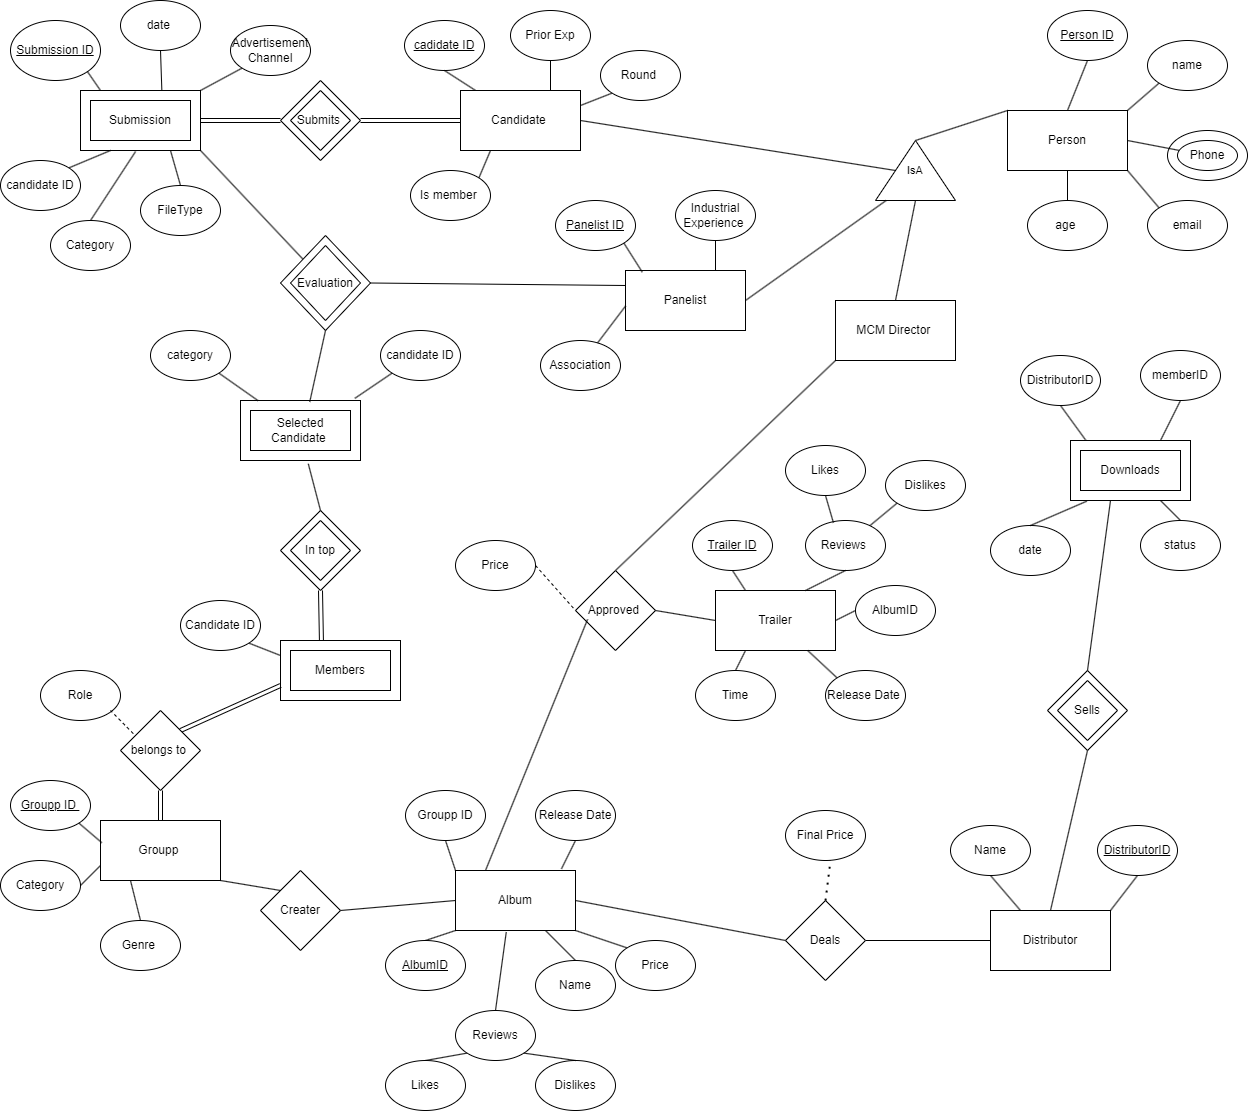 Submission ID
date
Advertisement
Channel
cadidate ID
Prior Exp
Round
Person ID
name
Submission
Submits
Candidate
Person
Phone
IsA
candidate ID
FileType
Is member
Category
age
email
Panelist ID
Industrial
Experience
Evaluation
Panelist
MCM Director
category
candidate ID
Association
DistributorID
memberID
Selected
Candidate
Downloads
Likes
Dislikes
date
status
In top
Price
Trailer ID
Reviews
Approved
Trailer
AlbumID
Candidate ID
Members
Time
Release Date
Role
belongs to
Sells
Groupp ID
Groupp
Category
Genre
Creater
Groupp ID
Release Date
Album
AlbumID
Name
Price
Reviews
Likes
Dislikes
Final Price
Deals
Name
DistributorID
Distributor